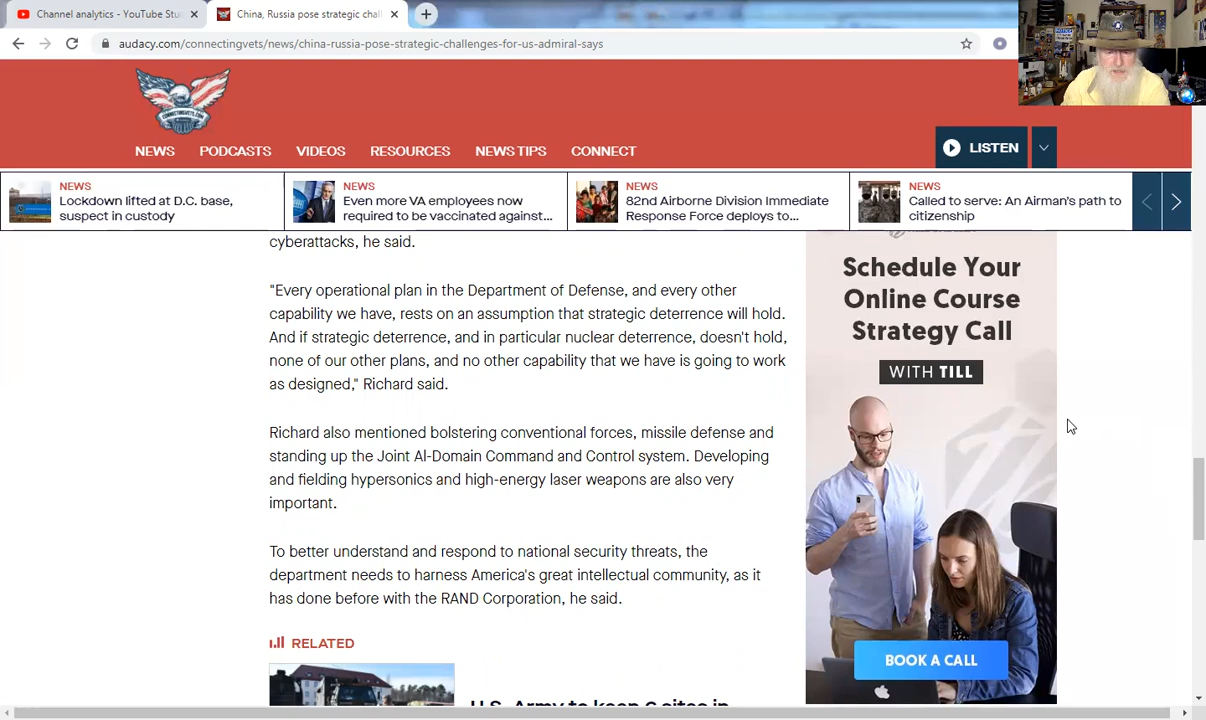 Channel analytics - YouTube Stu
China, Russia pose strategic chal
audacy.com/connectingvets/news/china-russia-pose-strategic-challenges-for-us-admiral-says
CONNECTINGVETS.COM
NEWS PODCASTS VIDEOS RESOURCES NEWS TIPS CONNECT
LISTEN
NEWS
Lockdown lifted at D.C. base,
suspect in custody
NEWS
Even more VA employees now
required to be vaccinated against...
NEWS
82nd Airborne Division Immediate
Response Force deploys to...
NEWS
Called to serve: An Airman's path to
citizenship
cyberattacks, he said.
"Every operational plan in the Department of Defense, and every other
capability we have, rests on an assumption that strategic deterrence will hold.
And if strategic deterrence, and in particular nuclear deterrence, doesn't hold,
none of our other plans, and no other capability that we have is going to work
as designed," Richard said.
Richard also mentioned bolstering conventional forces, missile defense and
standing up the Joint Al-Domain Command and Control system. Developing
and fielding hypersonics and high-energy laser weapons are also very
important.
To better understand and respond to national security threats, the
department needs to harness America's great intellectual community, as it
has done before with the RAND Corporation, he said.
RELATED
U.S. Army to keep 6 sites in
Schedule Your
Online Course
Strategy Call
WITH TILL
BOOK A CALL